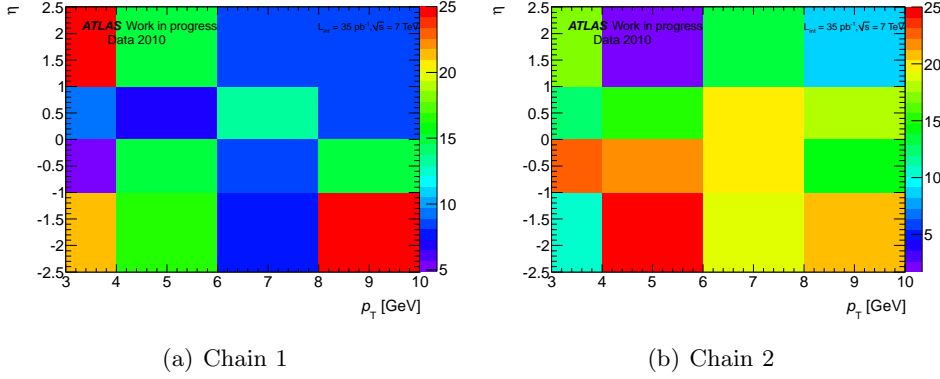 η
ATLAS Work in progress
Data 2010
L_int = 35 pb⁻¹, √s = 7 TeV
2.5
2
1.5
1
0.5
0
-0.5
-1
-1.5
-2
-2.5
3 4 5 6 7 8 9 10
p_T [GeV]
25
20
15
10
5
(a) Chain 1
η
ATLAS Work in progress
Data 2010
L_int = 35 pb⁻¹, √s = 7 TeV
2.5
2
1.5
1
0.5
0
-0.5
-1
-1.5
-2
-2.5
3 4 5 6 7 8 9 10
p_T [GeV]
25
20
15
10
5
(b) Chain 2